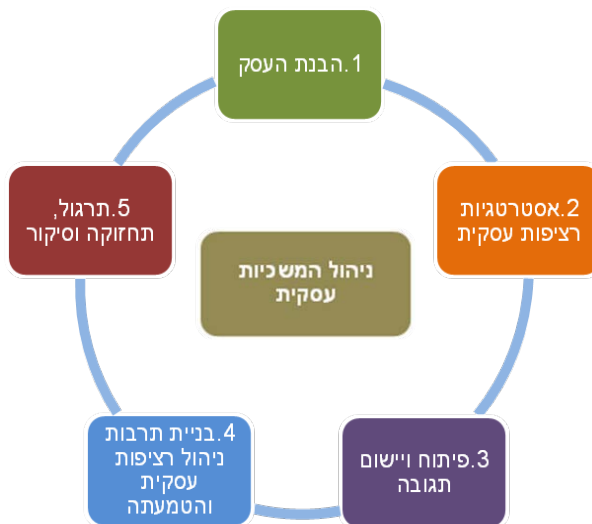 1.הבנת העסק
2.אסטרטגיות
רציפות עסקית
3.פיתוח ויישום
תגובה
4.בניית תרבות
ניהול רציפות
עסקית
והטמעתה
5.תרגול,
תחזוקה וסיקור
ניהול המשכיות
עסקית